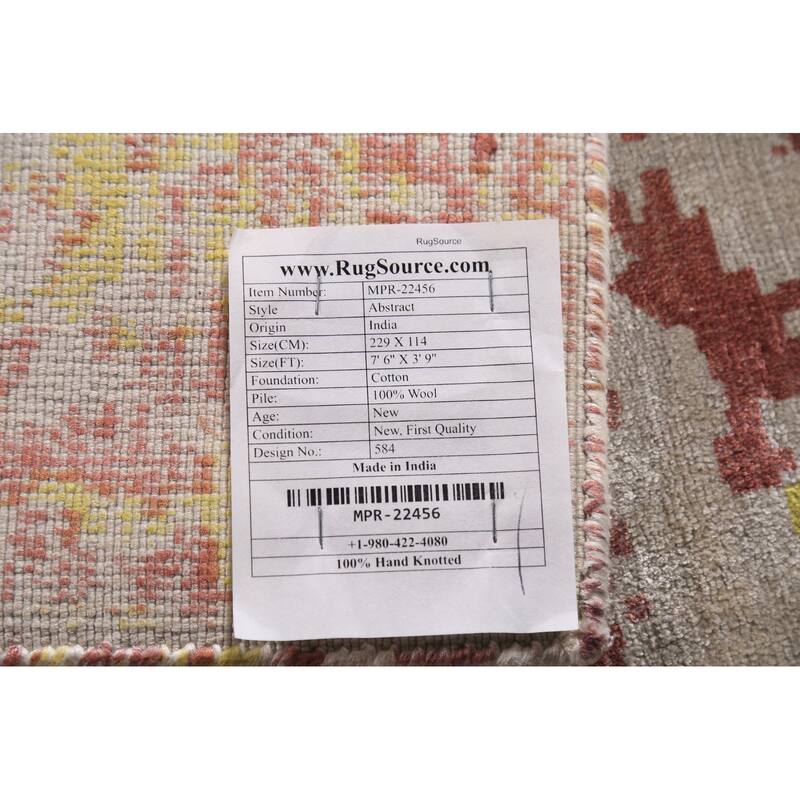 RugSource
www.RugSource.com
Item Number: MPR-22456
Style Abstract
Origin India
Size(CM): 229 X 114
Size(FT): 7' 6" X 3' 9"
Foundation: Cotton
Pile: 100% Wool
Age: New
Condition: New, First Quality
Design No.: 584
Made in India
MPR-22456
+1-980-422-4080
100% Hand Knotted